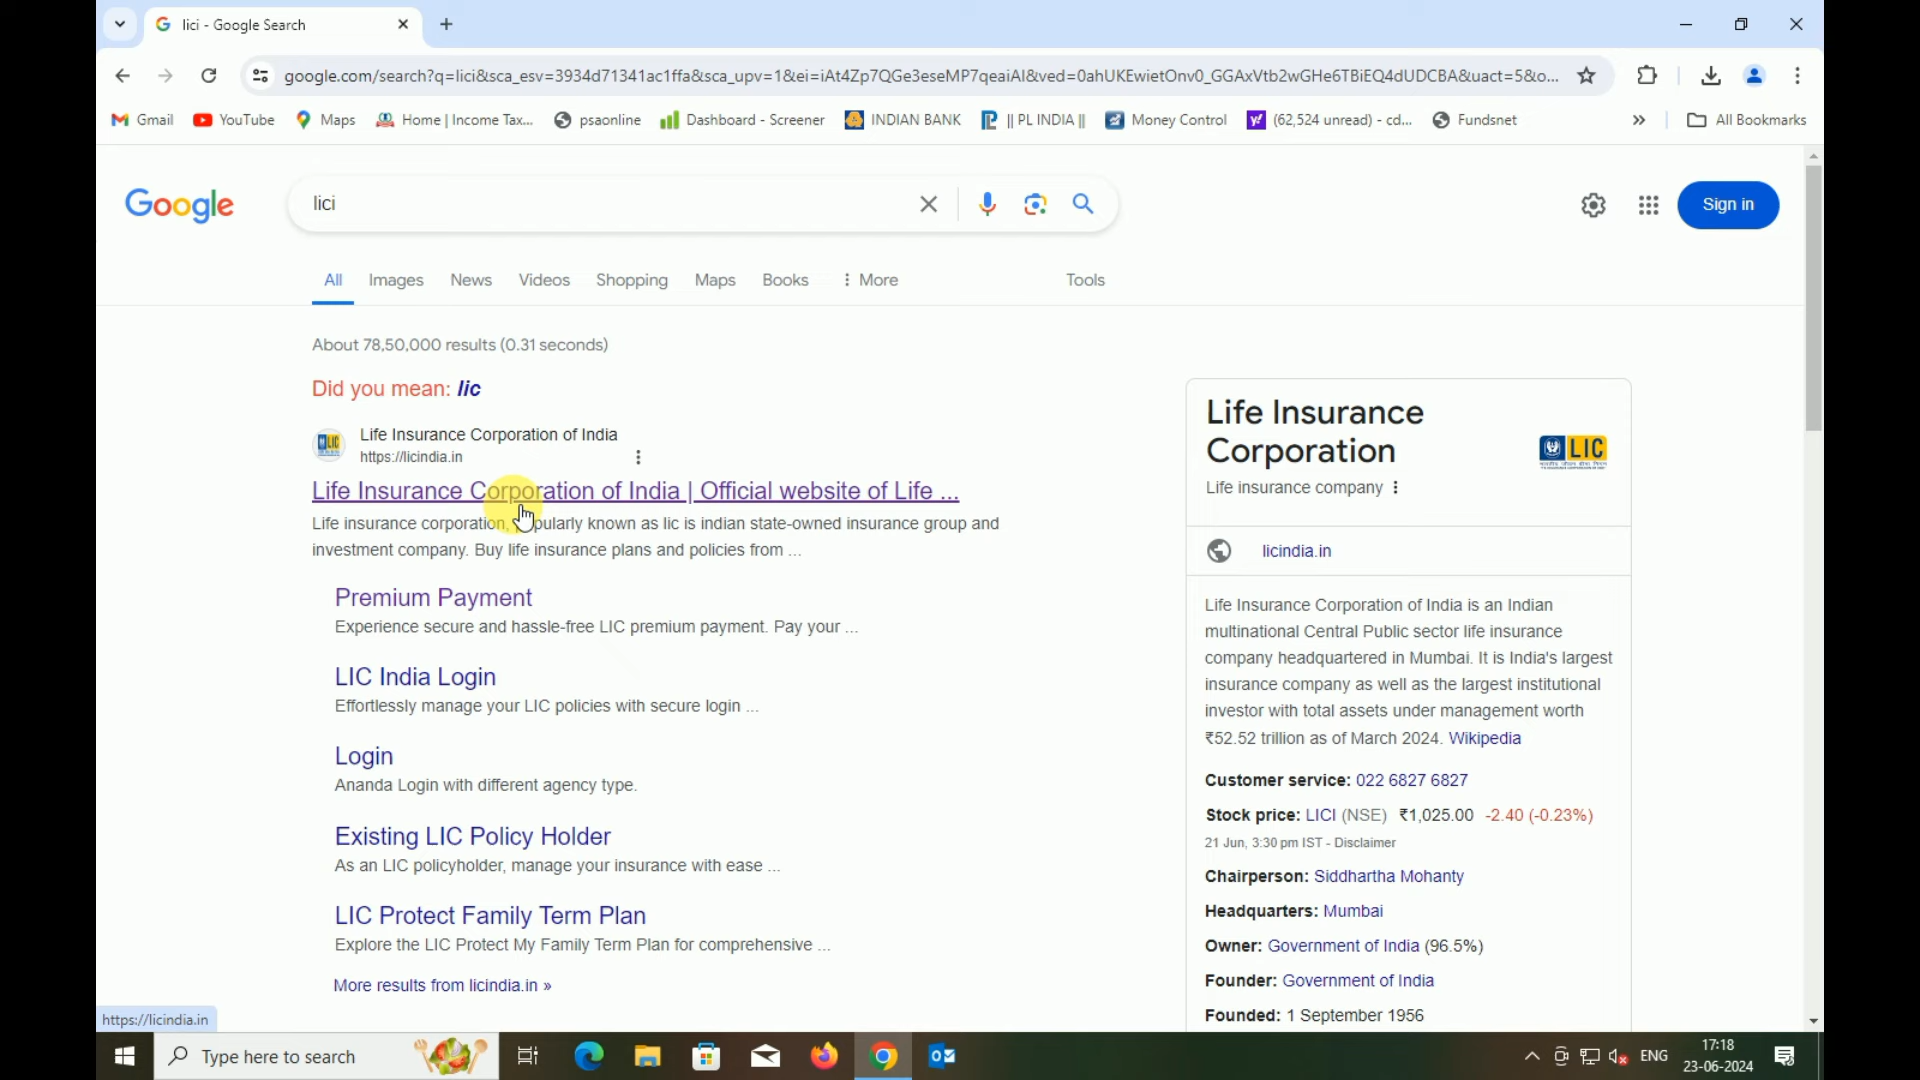 lici - Google Search
google.com/search?q=lici&sca_esv=3934d71341ac1ffa&sca_upv=1&ei=iAt4Zp7QGe3eseMP7qeaiAI&ved=0ahUKEwietOnv0_GGAxVtb2wGHe6TBiEQ4dUDCBA&uact=5&o...
Gmail YouTube Maps Home | Income Tax... psaonline Dashboard - Screener INDIAN BANK || PL INDIA || Money Control (62,524 unread) - cd... Fundsnet » All Bookmarks
Google lici Sign in
All Images News Videos Shopping Maps Books More Tools
About 78,50,000 results (0.31 seconds)
Did you mean: lic
LIC
Life Insurance Corporation of India
https://licindia.in
Life Insurance Corporation of India | Official website of Life ...
Life insurance corporation, popularly known as lic is indian state-owned insurance group and
investment company. Buy life insurance plans and policies from ...
Premium Payment
Experience secure and hassle-free LIC premium payment. Pay your ...
LIC India Login
Effortlessly manage your LIC policies with secure login ...
Login
Ananda Login with different agency type.
Existing LIC Policy Holder
As an LIC policyholder, manage your insurance with ease ...
LIC Protect Family Term Plan
Explore the LIC Protect My Family Term Plan for comprehensive ...
More results from licindia.in »
Life Insurance
Corporation
LIC
Life insurance company
licindia.in
Life Insurance Corporation of India is an Indian
multinational Central Public sector life insurance
company headquartered in Mumbai. It is India's largest
insurance company as well as the largest institutional
investor with total assets under management worth
₹52.52 trillion as of March 2024. Wikipedia
Customer service: 022 6827 6827
Stock price: LICI (NSE) ₹1,025.00 -2.40 (-0.23%)
21 Jun, 3:30 pm IST - Disclaimer
Chairperson: Siddhartha Mohanty
Headquarters: Mumbai
Owner: Government of India (96.5%)
Founder: Government of India
Founded: 1 September 1956
https://licindia.in
Type here to search
ENG
17:18
23-06-2024